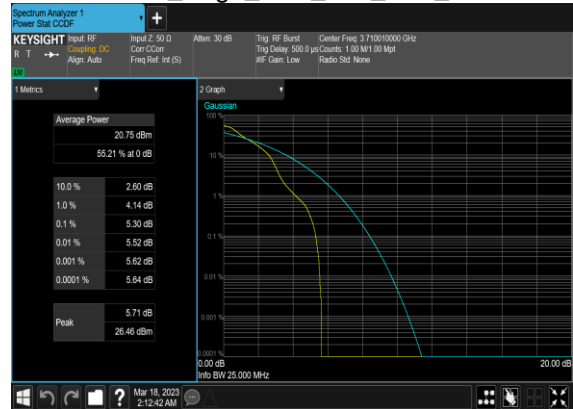 Spectrum Analyzer 1
Power Stat CCDF
+
KEYSIGHT
R T
LW
Input: RF
Coupling: DC
Align: Auto
Input Z: 50 Ω
Corr CCorr
Freq Ref: Int (S)
Atten: 30 dB
Trig: RF Burst
Trig Delay: 500.0 µs
#IF Gain: Low
Center Freq: 3.710010000 GHz
Counts: 1.00 M/1.00 Mpt
Radio Std: None
1 Metrics
Average Power
20.75 dBm
55.21 % at 0 dB
10.0 % 2.60 dB
1.0 % 4.14 dB
0.1 % 5.30 dB
0.01 % 5.52 dB
0.001 % 5.62 dB
0.0001 % 5.64 dB
Peak
5.71 dB
26.46 dBm
2 Graph
Gaussian
100 %
10 %
1 %
0.1 %
0.01 %
0.001 %
0.0001 %
0.00 dB
20.00 dB
Info BW 25.000 MHz
?
Mar 18, 2023
2:12:42 AM